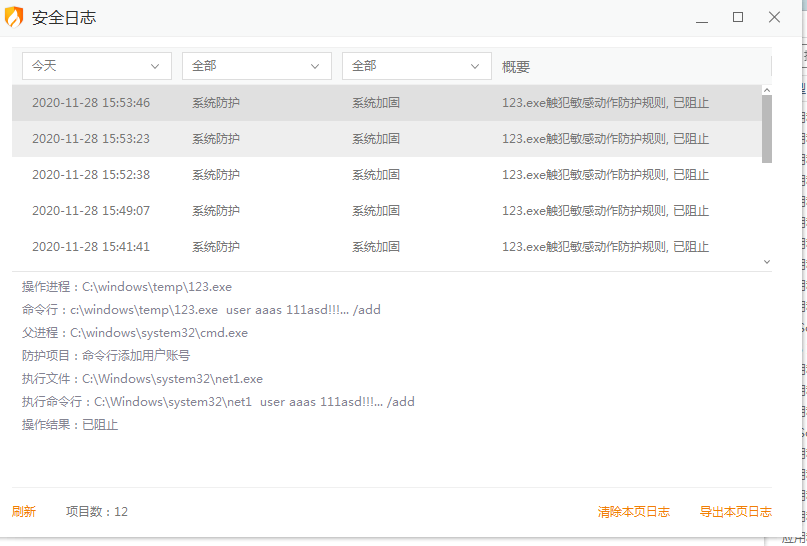 安全日志
今天 全部 全部 概要
2020-11-28 15:53:46 系统防护 系统加固 123.exe触犯敏感动作防护规则, 已阻止
2020-11-28 15:53:23 系统防护 系统加固 123.exe触犯敏感动作防护规则, 已阻止
2020-11-28 15:52:38 系统防护 系统加固 123.exe触犯敏感动作防护规则, 已阻止
2020-11-28 15:49:07 系统防护 系统加固 123.exe触犯敏感动作防护规则, 已阻止
2020-11-28 15:41:41 系统防护 系统加固 123.exe触犯敏感动作防护规则, 已阻止
操作进程：C:\windows\temp\123.exe
命令行：c:\windows\temp\123.exe  user aaas 111asd!!!... /add
父进程：C:\windows\system32\cmd.exe
防护项目：命令行添加用户账号
执行文件：C:\Windows\system32\net1.exe
执行命令行：C:\Windows\system32\net1  user aaas 111asd!!!... /add
操作结果：已阻止
刷新 项目数：12 清除本页日志 导出本页日志